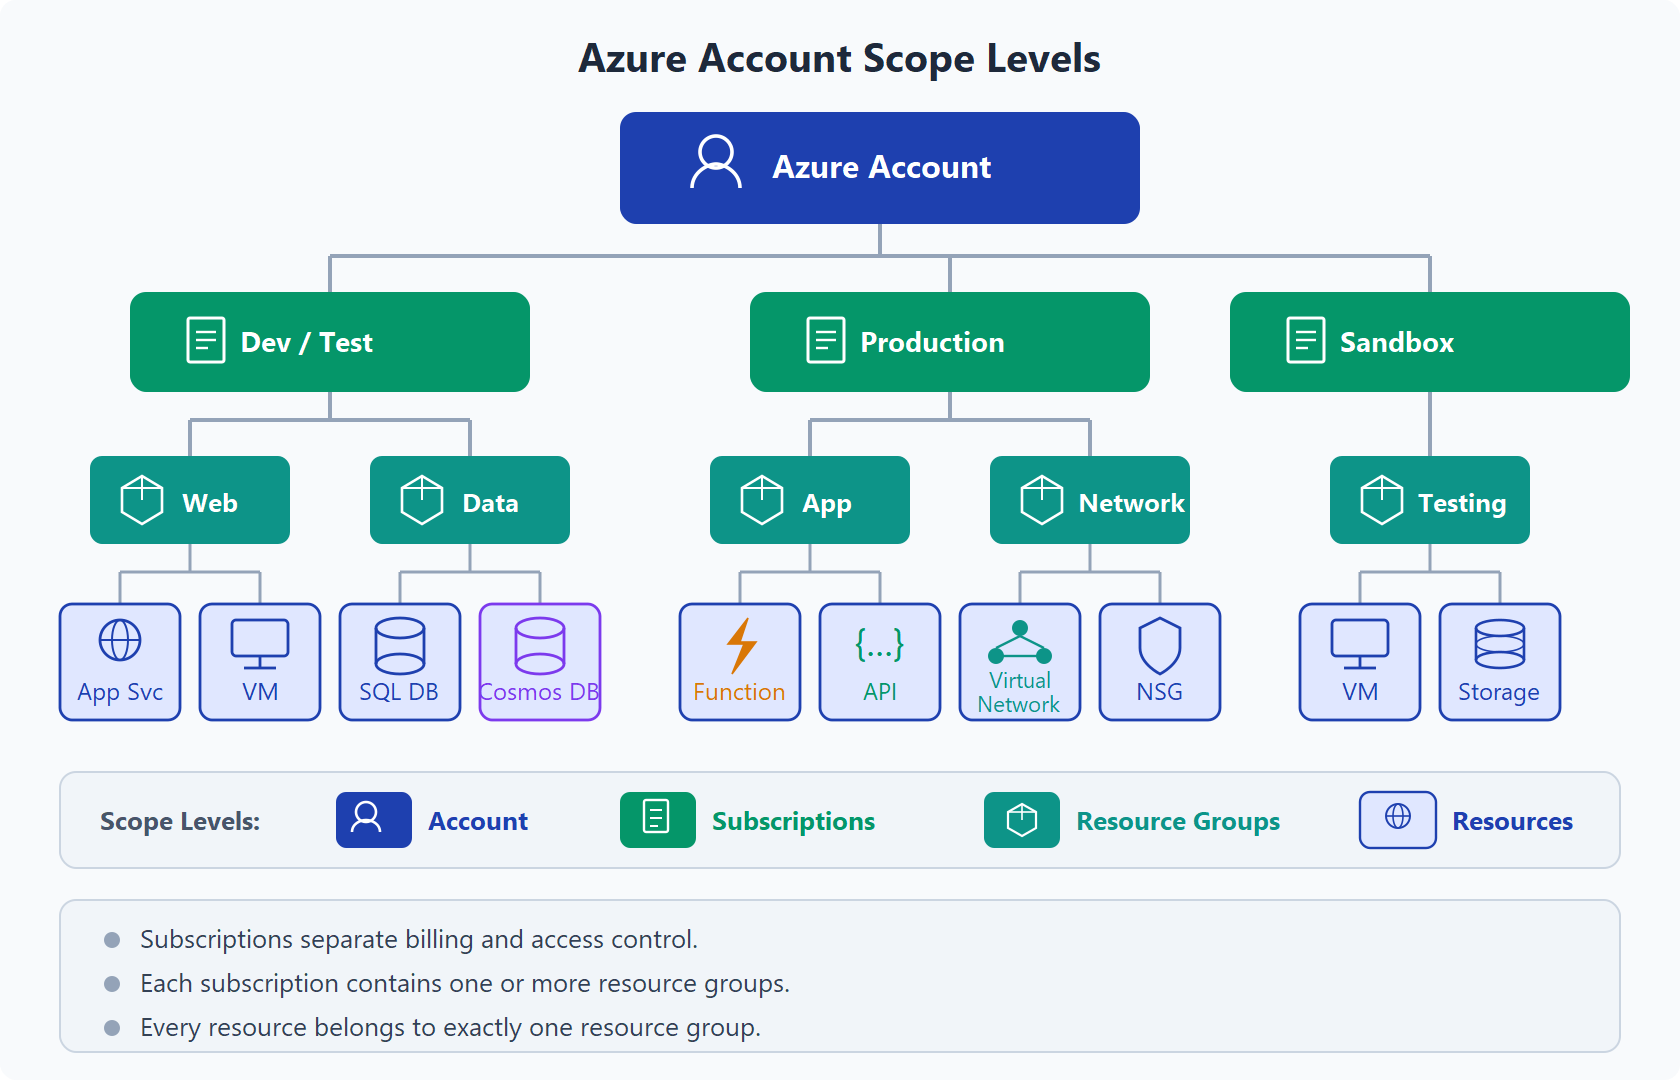 Azure Account Scope Levels
Azure Account
Dev / Test
Production
Sandbox
Web
Data
App
Network
Testing
App Svc
VM
SQL DB
Cosmos DB
Function
{...}
API
Virtual
Network
NSG
VM
Storage
Scope Levels:
Account
Subscriptions
Resource Groups
Resources
Subscriptions separate billing and access control.
Each subscription contains one or more resource groups.
Every resource belongs to exactly one resource group.